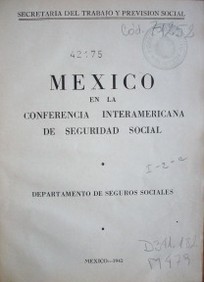 SECRETARIA DEL TRABAJO Y PREVISION SOCIAL
42175
MEXICO
EN LA
CONFERENCIA INTERAMERICANA
DE SEGURIDAD SOCIAL
DEPARTAMENTO DE SEGUROS SOCIALES
MEXICO—1942